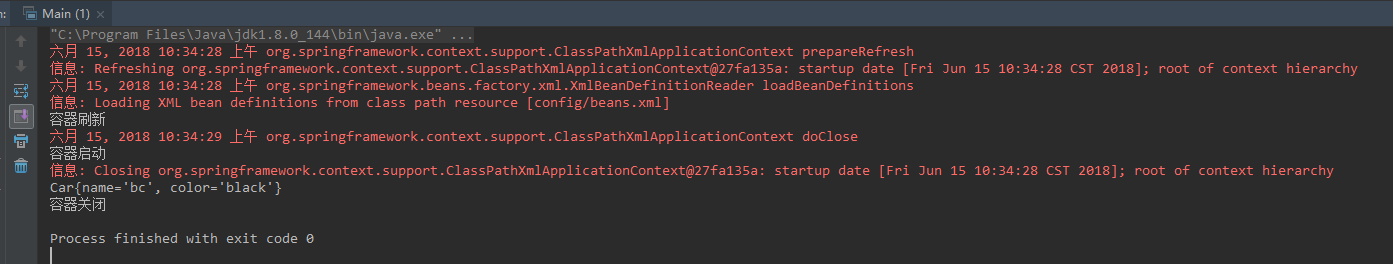 Main (1)
"C:\Program Files\Java\jdk1.8.0_144\bin\java.exe" ...
六月 15, 2018 10:34:28 上午 org.springframework.context.support.ClassPathXmlApplicationContext prepareRefresh
信息: Refreshing org.springframework.context.support.ClassPathXmlApplicationContext@27fa135a: startup date [Fri Jun 15 10:34:28 CST 2018]; root of context hierarchy
六月 15, 2018 10:34:28 上午 org.springframework.beans.factory.xml.XmlBeanDefinitionReader loadBeanDefinitions
信息: Loading XML bean definitions from class path resource [config/beans.xml]
容器刷新
六月 15, 2018 10:34:29 上午 org.springframework.context.support.ClassPathXmlApplicationContext doClose
容器启动
信息: Closing org.springframework.context.support.ClassPathXmlApplicationContext@27fa135a: startup date [Fri Jun 15 10:34:28 CST 2018]; root of context hierarchy
Car{name='bc', color='black'}
容器关闭
Process finished with exit code 0